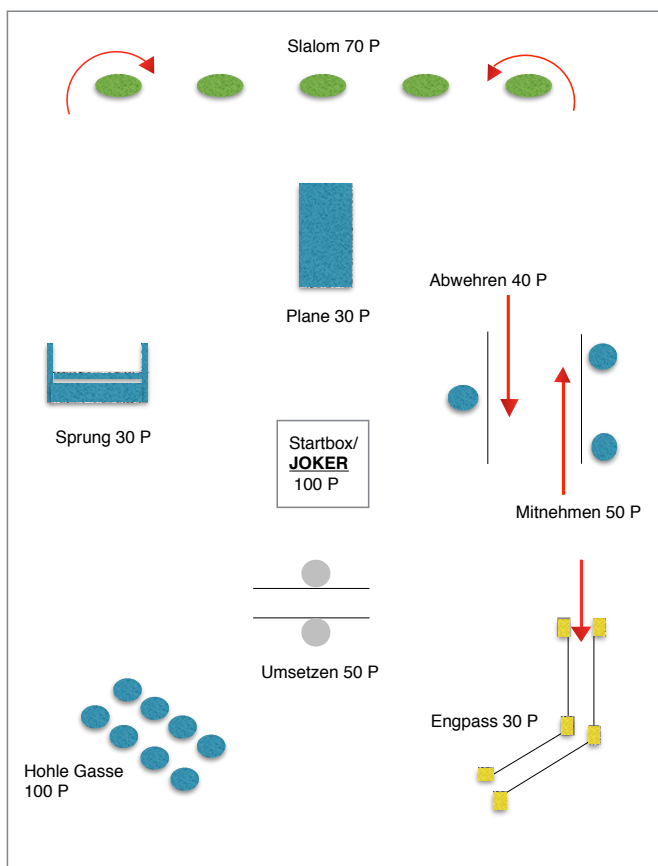 Slalom 70 P
Plane 30 P
Abwehren 40 P
Sprung 30 P
Startbox/
JOKER
100 P
Mitnehmen 50 P
Umsetzen 50 P
Engpass 30 P
Hohle Gasse
100 P